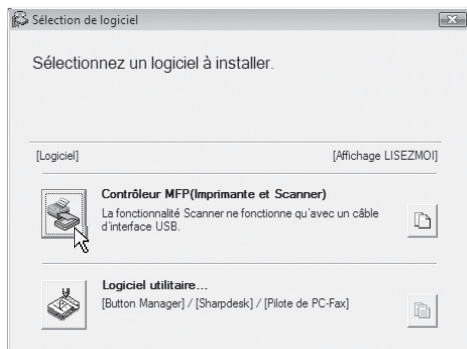 Sélection de logiciel
Sélectionnez un logiciel à installer.
[Logiciel] [Affichage LISEZMOI]
Contrôleur MFP(Imprimante et Scanner)
La fonctionnalité Scanner ne fonctionne qu'avec un câble
d'interface USB.
Logiciel utilitaire...
[Button Manager] / [Sharpdesk] / [Pilote de PC-Fax]